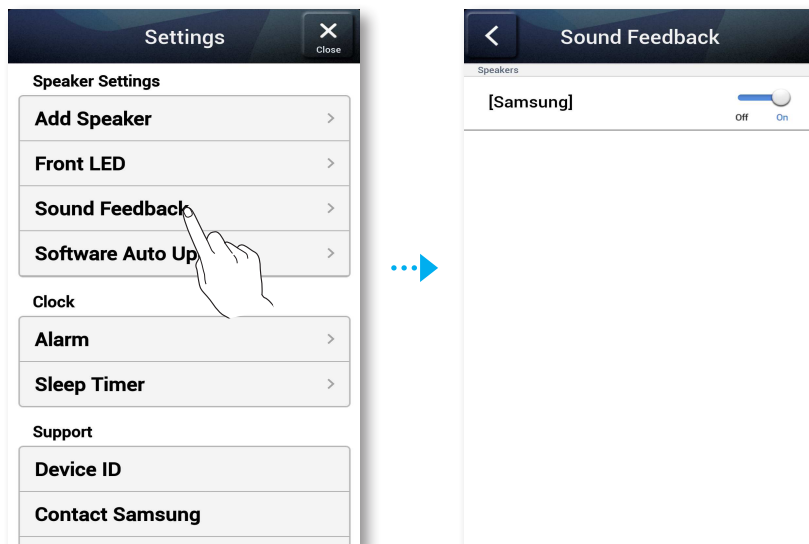 Settings
Close
Speaker Settings
Add Speaker
Front LED
Sound Feedback
Software Auto Up
Clock
Alarm
Sleep Timer
Support
Device ID
Contact Samsung
Sound Feedback
Speakers
[Samsung]
Off On